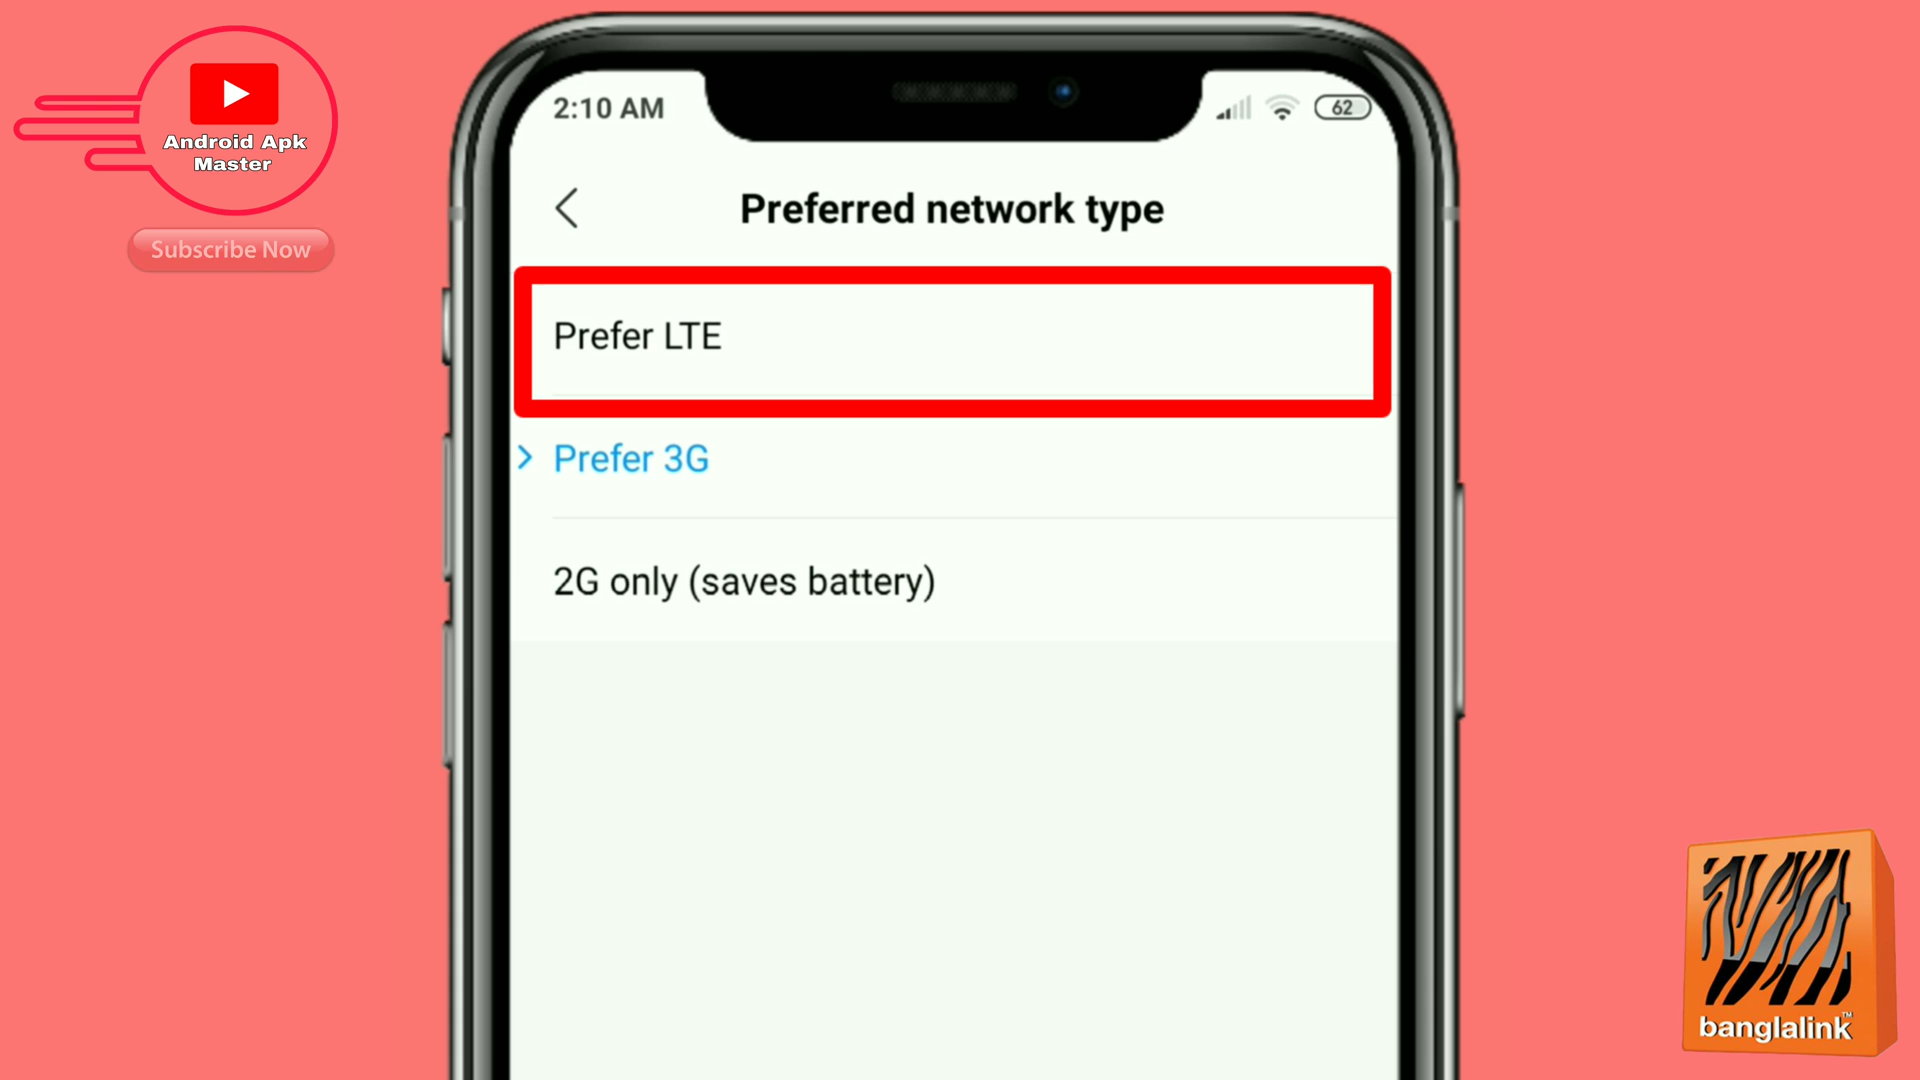 Android Apk
Master
Subscribe Now
2:10 AM
62
Preferred network type
Prefer LTE
Prefer 3G
2G only (saves battery)
banglalink™